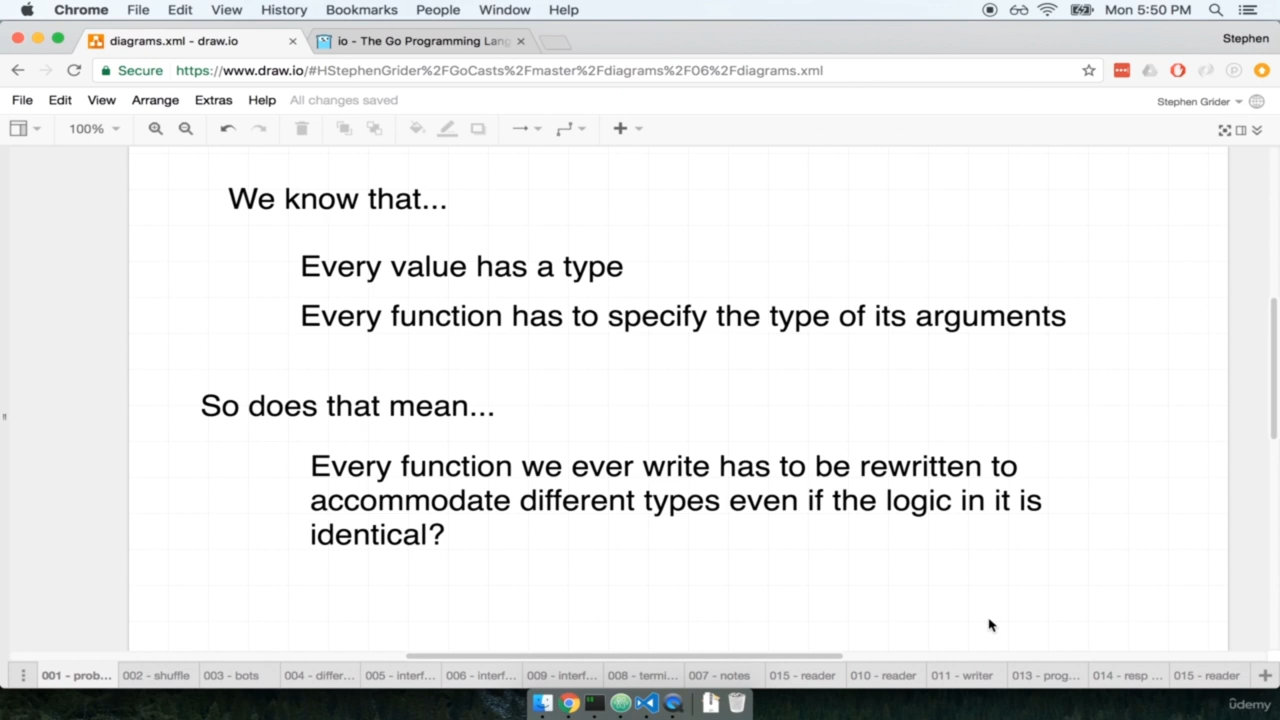 Chrome File Edit View History Bookmarks People Window Help Mon 5:50 PM
diagrams.xml - draw.io io - The Go Programming Lang Stephen
Secure https://www.draw.io/#HStephenGrider%2FGoCasts%2Fmaster%2Fdiagrams%2F06%2Fdiagrams.xml
File Edit View Arrange Extras Help All changes saved Stephen Grider
100%
We know that...
Every value has a type
Every function has to specify the type of its arguments
So does that mean...
Every function we ever write has to be rewritten to
accommodate different types even if the logic in it is
identical?
001 - prob... 002 - shuffle 003 - bots 004 - differ... 005 - interf... 006 - interf... 009 - interf... 008 - termi... 007 - notes 015 - reader 010 - reader 011 - writer 013 - prog... 014 - resp ... 015 - reader
ûdemy